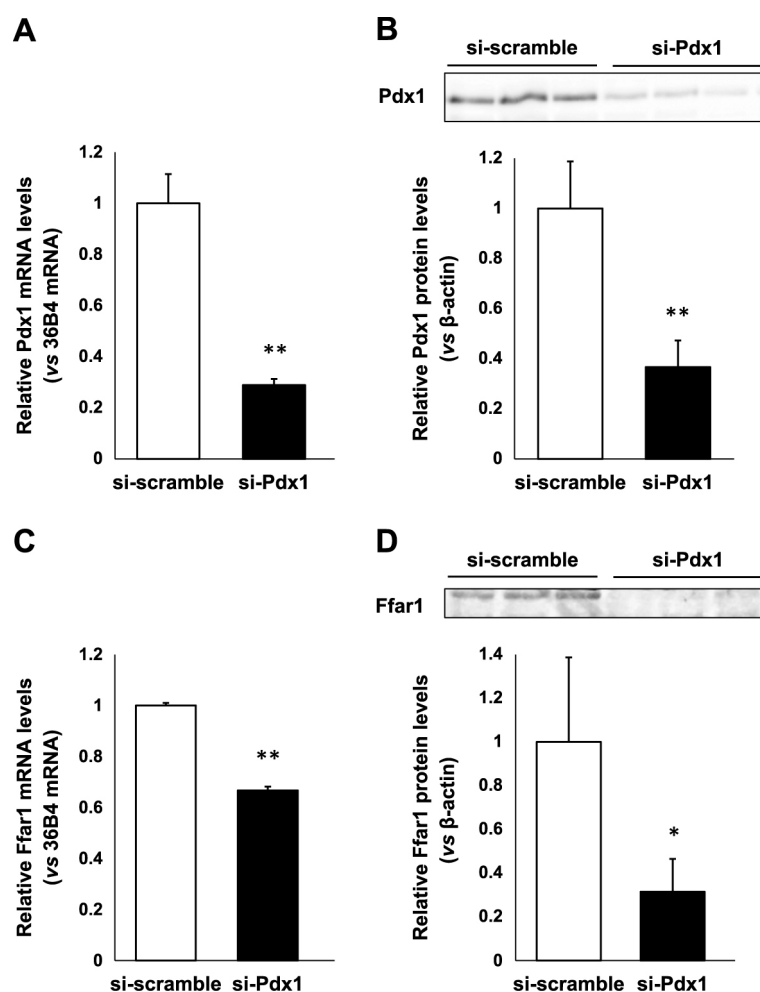 A
Relative Pdx1 mRNA levels
(vs 36B4 mRNA)
1.2
1
0.8
0.6
0.4
0.2
0
**
si-scramble si-Pdx1
B
si-scramble si-Pdx1
Pdx1
Relative Pdx1 protein levels
(vs β-actin)
1.2
1
0.8
0.6
0.4
0.2
0
**
si-scramble si-Pdx1
C
Relative Ffar1 mRNA levels
(vs 36B4 mRNA)
1.2
1
0.8
0.6
0.4
0.2
0
**
si-scramble si-Pdx1
D
si-scramble si-Pdx1
Ffar1
Relative Ffar1 protein levels
(vs β-actin)
1.4
1.2
1
0.8
0.6
0.4
0.2
0
*
si-scramble si-Pdx1